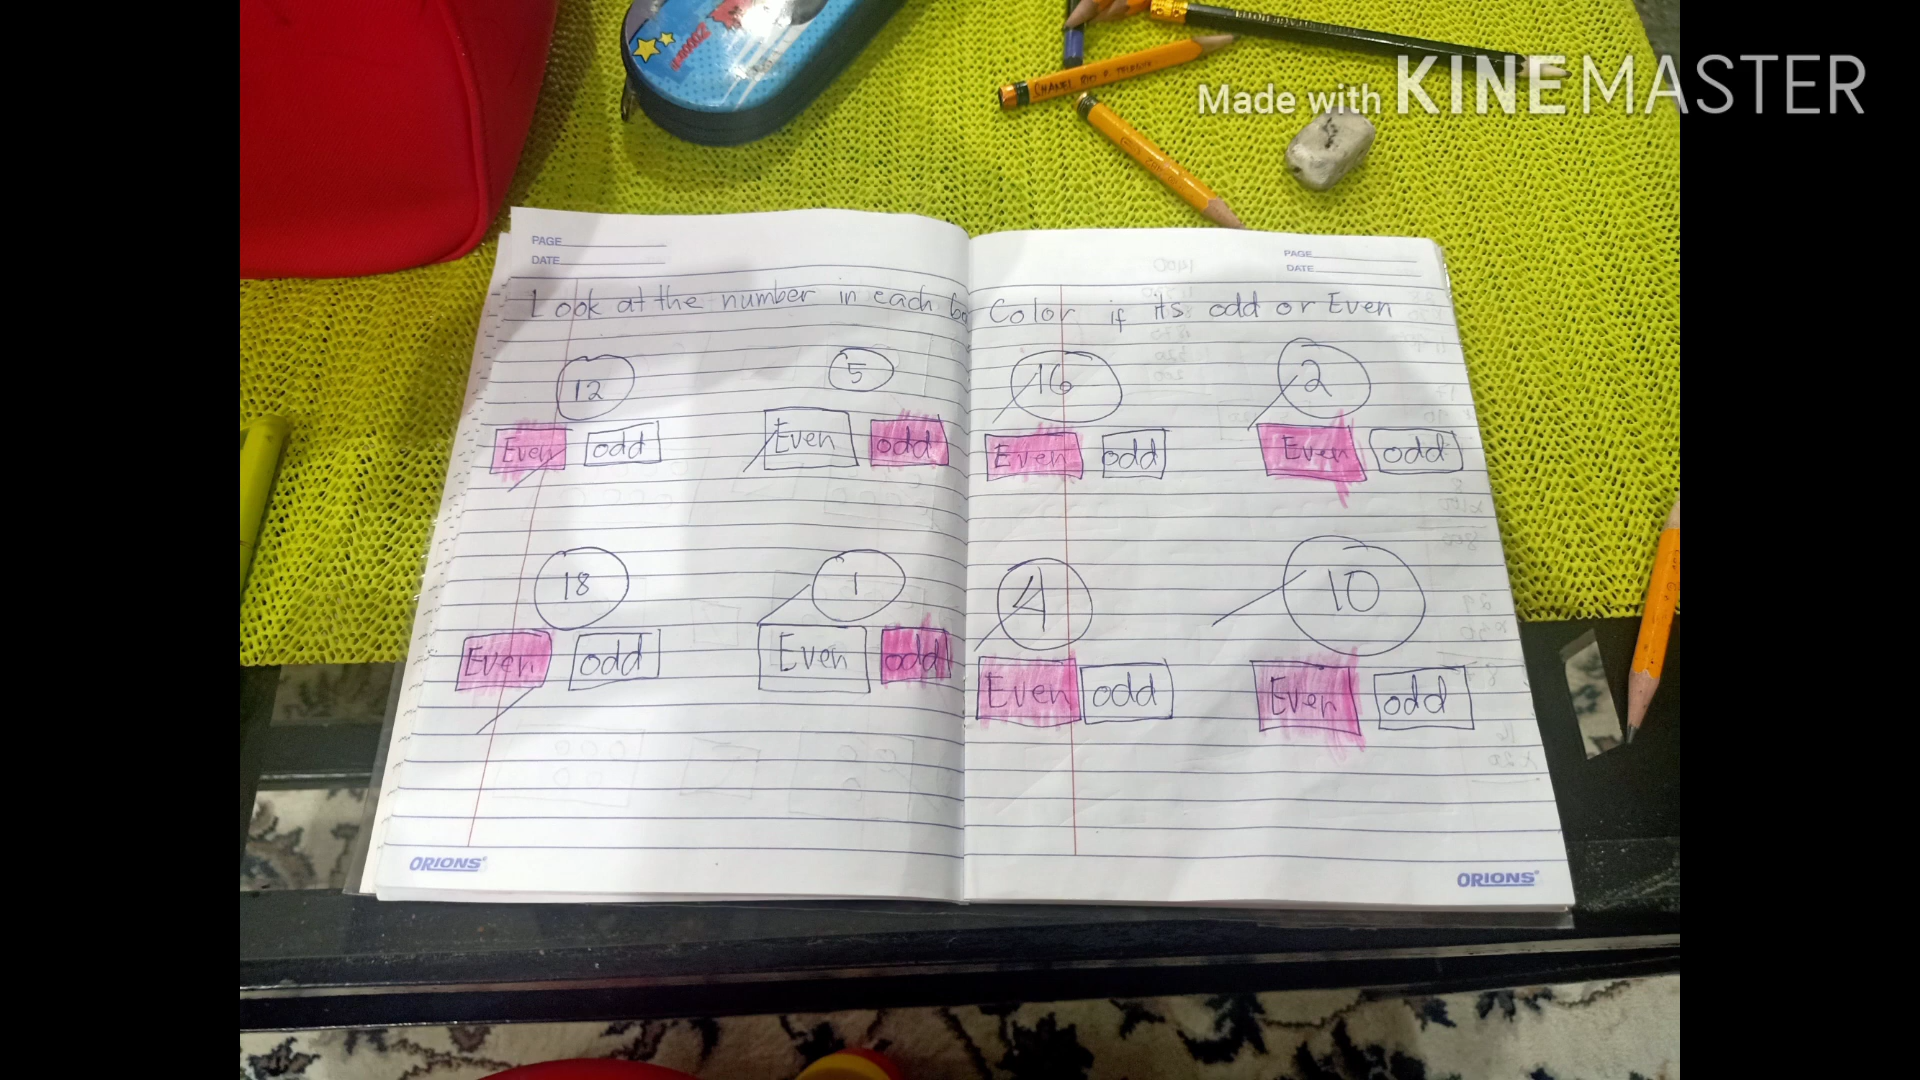 Made with KINEMASTER
PAGE
DATE
PAGE
DATE
Look at the number in each
Color if its odd or Even
12 5 16 2
Even odd Even odd Even odd Even odd
18 1 4 10
Even odd Even odd Even odd Even odd
ORIONS
ORIONS